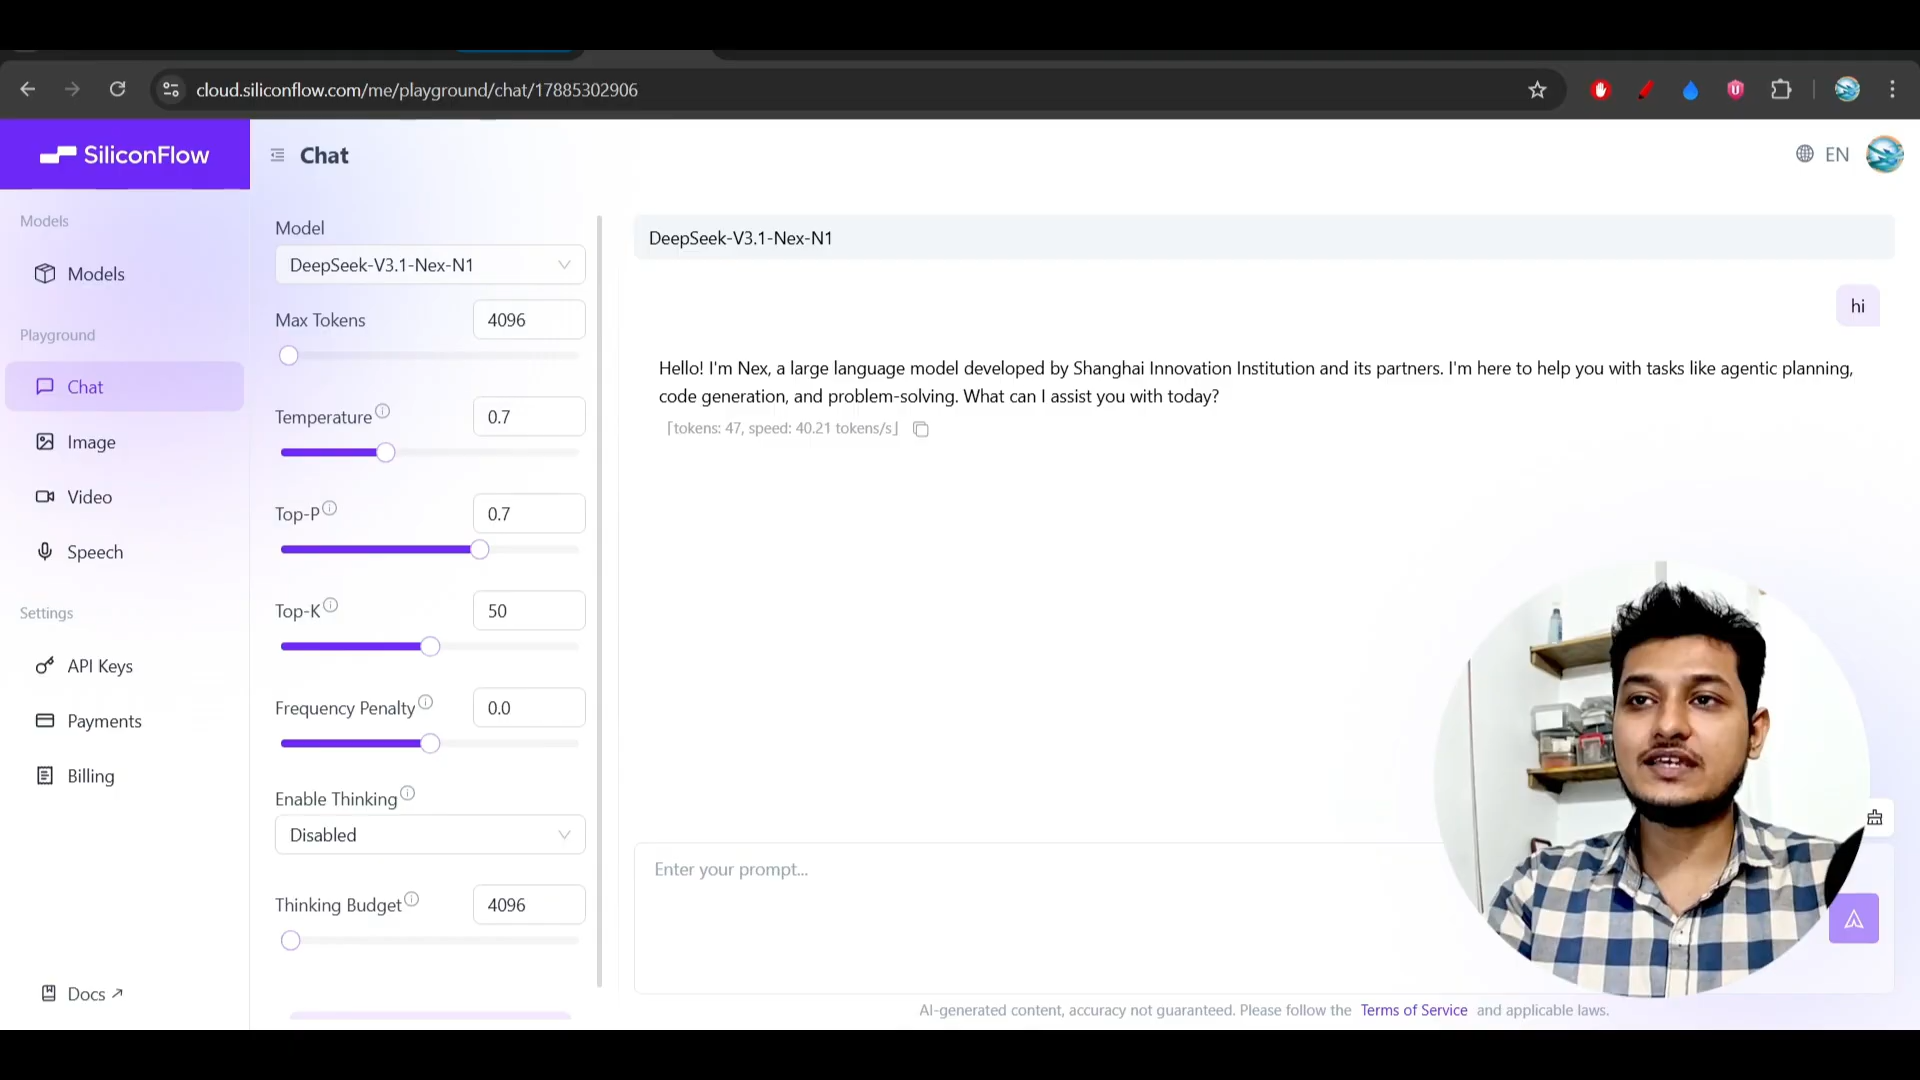 cloud.siliconflow.com/me/playground/chat/17885302906
SiliconFlow
Chat
EN
Models
Models
Playground
Chat
Image
Video
Speech
Settings
API Keys
Payments
Billing
Docs
Model
DeepSeek-V3.1-Nex-N1
Max Tokens
4096
Temperature
0.7
Top-P
0.7
Top-K
50
Frequency Penalty
0.0
Enable Thinking
Disabled
Thinking Budget
4096
DeepSeek-V3.1-Nex-N1
hi
Hello! I'm Nex, a large language model developed by Shanghai Innovation Institution and its partners. I'm here to help you with tasks like agentic planning,
code generation, and problem-solving. What can I assist you with today?
⌈tokens: 47, speed: 40.21 tokens/s⌋
Enter your prompt...
AI-generated content, accuracy not guaranteed. Please follow the Terms of Service and applicable laws.